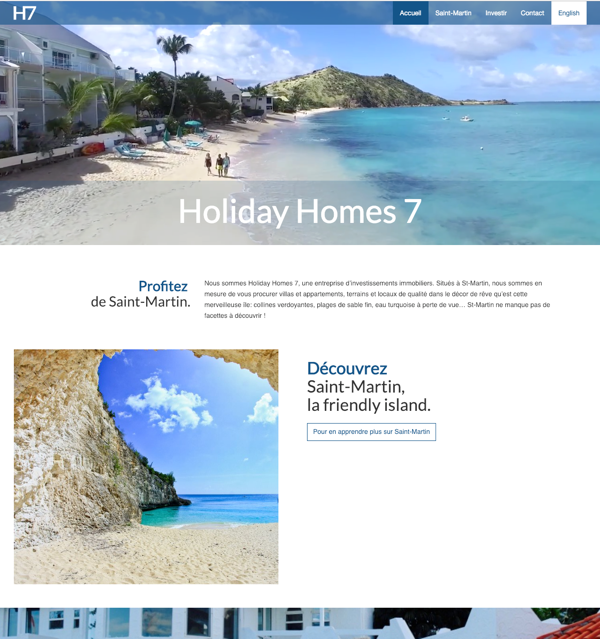 H7
Accueil Saint-Martin Investir Contact English
Holiday Homes 7
Profitez
de Saint-Martin.
Nous sommes Holiday Homes 7, une entreprise d'investissements immobiliers. Situés à St-Martin, nous sommes en
mesure de vous procurer villas et appartements, terrains et locaux de qualité dans le décor de rêve qu'est cette
merveilleuse île: collines verdoyantes, plages de sable fin, eau turquoise à perte de vue... St-Martin ne manque pas de
facettes à découvrir !
Découvrez
Saint-Martin,
la friendly island.
Pour en apprendre plus sur Saint-Martin